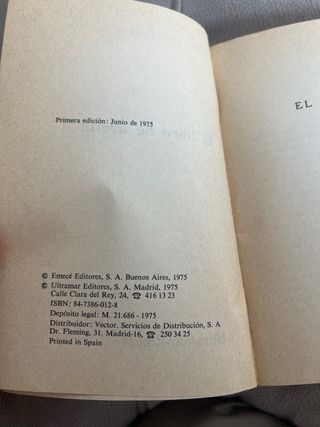 Primera edición: Junio de 1975
EL
© Emecé Editores, S. A. Buenos Aires, 1975
© Ultramar Editores, S. A. Madrid, 1975
Calle Clara del Rey, 24, ☎ 416 13 23
ISBN: 84-7386-012-8
Depósito legal: M. 21.686 - 1975
Distribuidor: Vector. Servicios de Distribución, S. A
Dr. Fleming, 31. Madrid-16, ☎ 250 34 25
Printed in Spain